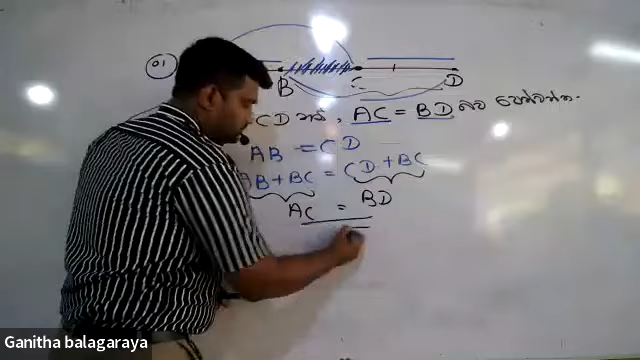 01
B C D
CD නම්, AC = BD බව පෙන්වන්න.
AB = CD
AB + BC = CD + BC
AC = BD
Ganitha balagaraya